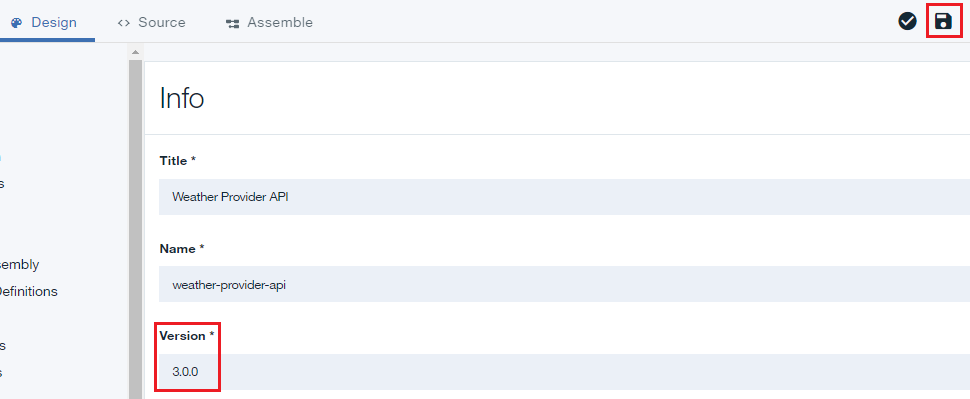 Design
Source
Assemble
Info
Title *
s
Weather Provider API
Name *
sembly
weather-provider-api
Definitions
Version *
s
3.0.0
s